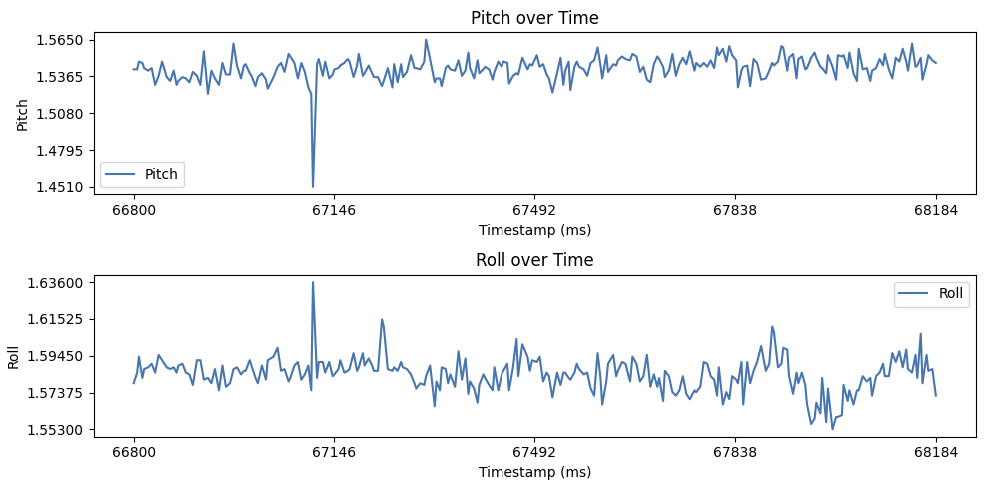 Pitch over Time
1.5650
1.5365
1.5080
1.4795
1.4510
Pitch
Pitch
66800 67146 67492 67838 68184
Timestamp (ms)
Roll over Time
1.63600
1.61525
1.59450
1.57375
1.55300
Roll
Roll
66800 67146 67492 67838 68184
Timestamp (ms)